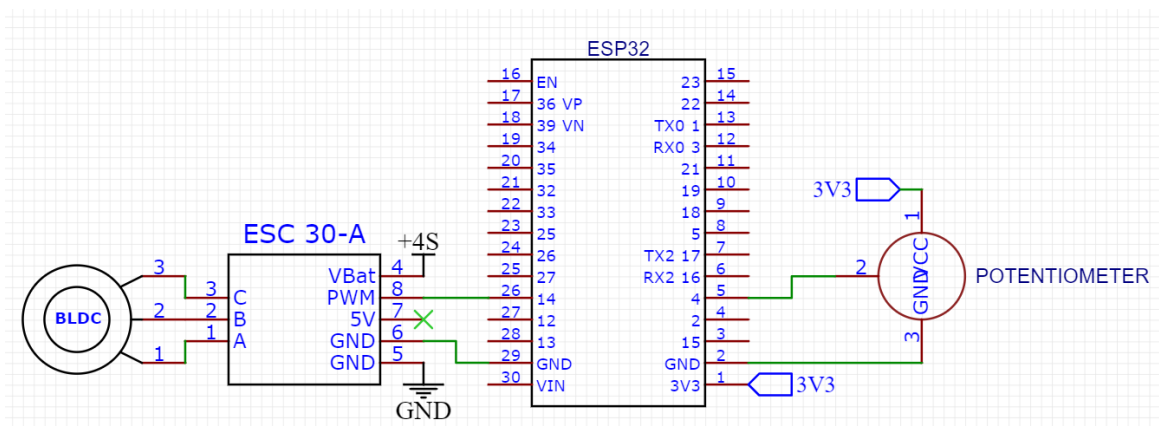 ESP32
16 EN 23 15
17 36 VP 22 14
18 39 VN TX0 1 13
19 34 RX0 3 12
20 35 21 11
21 32 19 10
22 33 18 9
23 25 5 8
24 26 TX2 17 7
25 27 RX2 16 6
26 14 4 5
27 12 2 4
28 13 15 3
29 GND GND 2
30 VIN 3V3 1
3V3
ESC 30-A
+4S
VBat 4
PWM 8
5V 7
GND 6
GND 5
3 C
2 B
1 A
GND
BLDC
3
2
1
3V3
1
VCC
2
GND
3
POTENTIOMETER